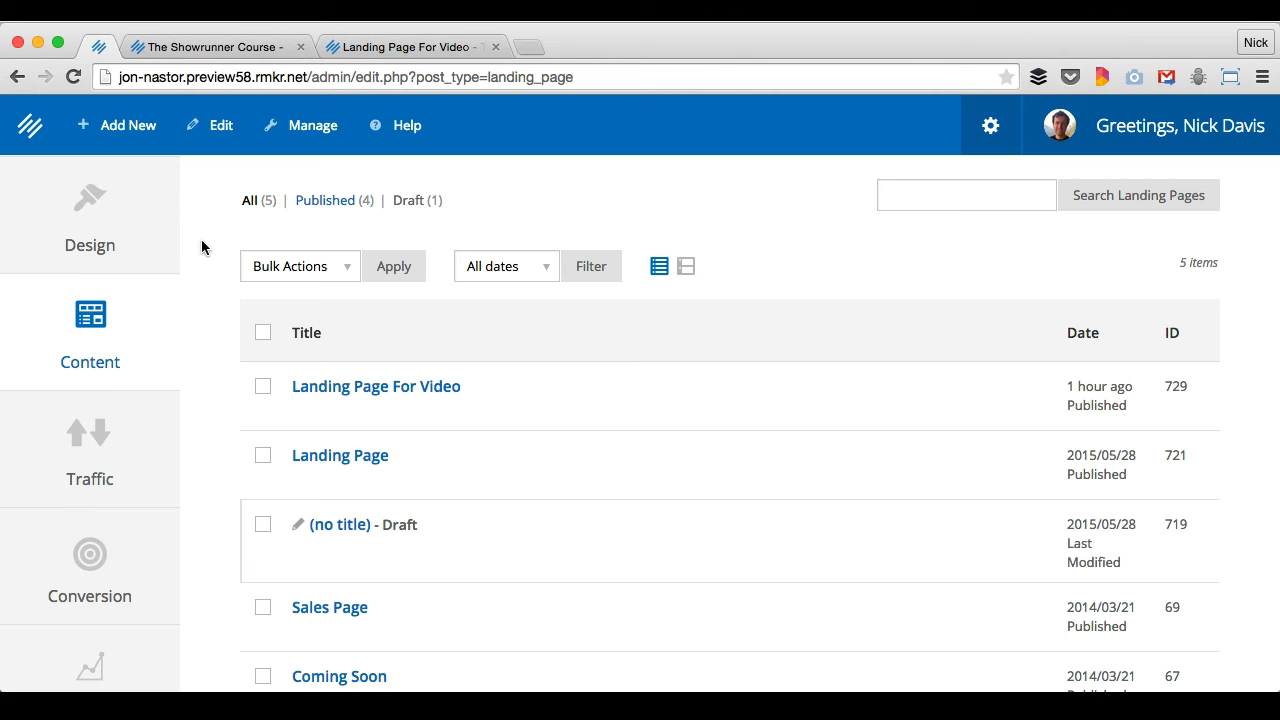 The Showrunner Course -
Landing Page For Video -
Nick
jon-nastor.preview58.rmkr.net/admin/edit.php?post_type=landing_page
Add New
Edit
Manage
Help
Greetings, Nick Davis
Design
Content
Traffic
Conversion
All (5) | Published (4) | Draft (1)
Search Landing Pages
Bulk Actions
Apply
All dates
Filter
5 items
Title Date ID
Landing Page For Video 1 hour ago 729
Published
Landing Page 2015/05/28 721
Published
(no title) - Draft 2015/05/28 719
Last
Modified
Sales Page 2014/03/21 69
Published
Coming Soon 2014/03/21 67